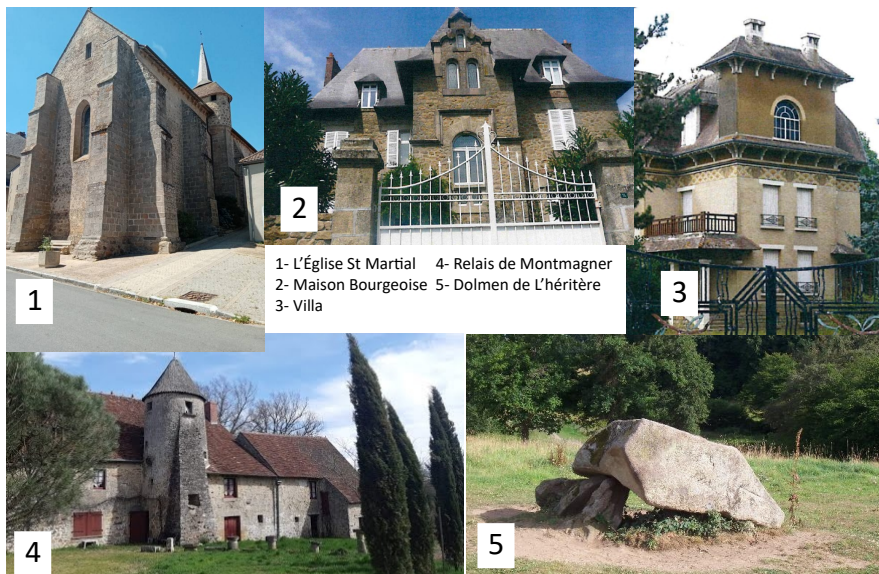 1
2
3
1- L'Église St Martial
2- Maison Bourgeoise
3- Villa
4- Relais de Montmagner
5- Dolmen de L'héritère
4
5